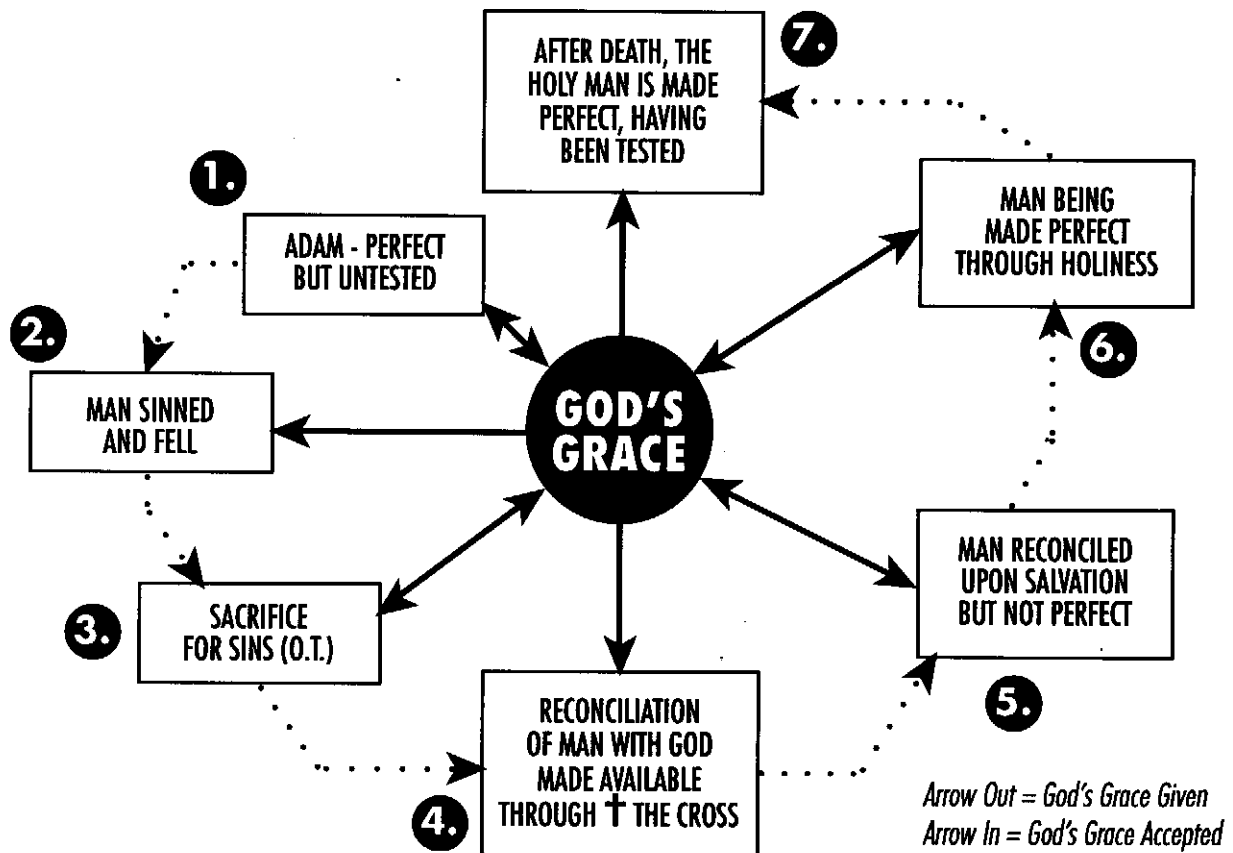 1.
ADAM - PERFECT
BUT UNTESTED
2.
MAN SINNED
AND FELL
3.
SACRIFICE
FOR SINS (O.T.)
4.
RECONCILIATION
OF MAN WITH GOD
MADE AVAILABLE
THROUGH ✝ THE CROSS
5.
MAN RECONCILED
UPON SALVATION
BUT NOT PERFECT
6.
MAN BEING
MADE PERFECT
THROUGH HOLINESS
7.
AFTER DEATH, THE
HOLY MAN IS MADE
PERFECT, HAVING
BEEN TESTED
GOD'S
GRACE
Arrow Out = God's Grace Given
Arrow In = God's Grace Accepted